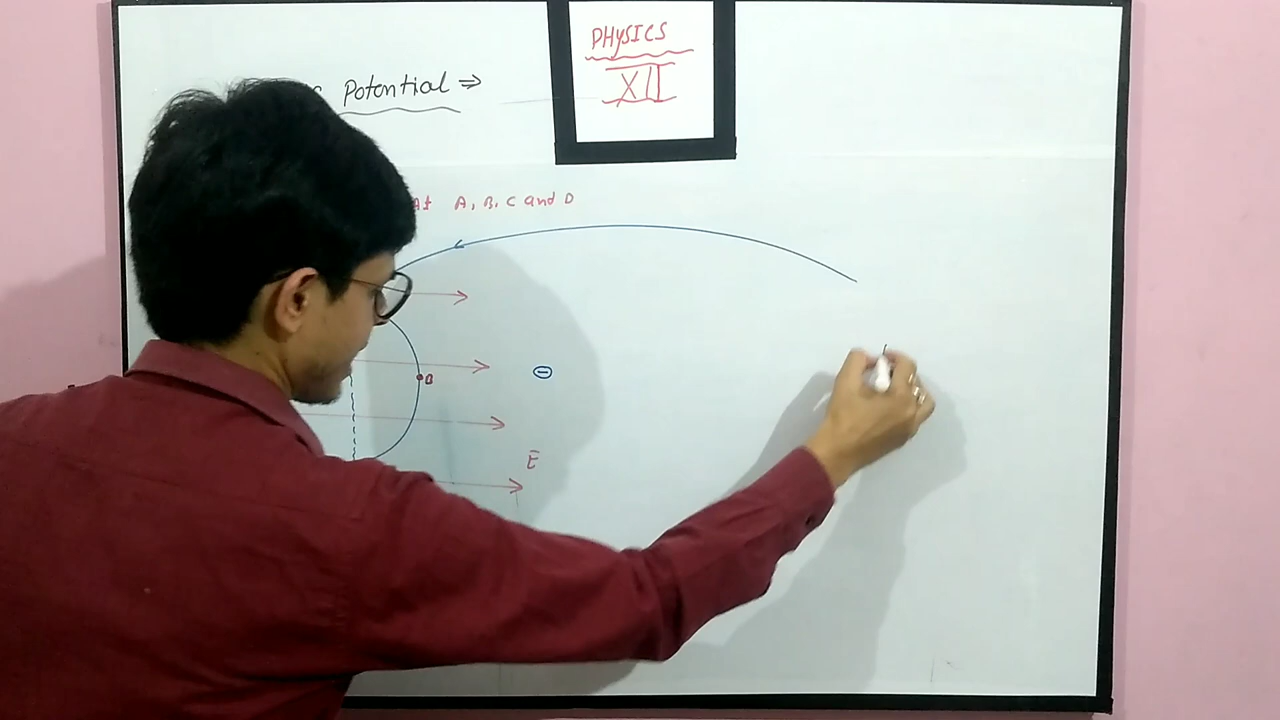 PHYSICS
XII
Potential ⇒
At A, B, C and D
B
⊖
E